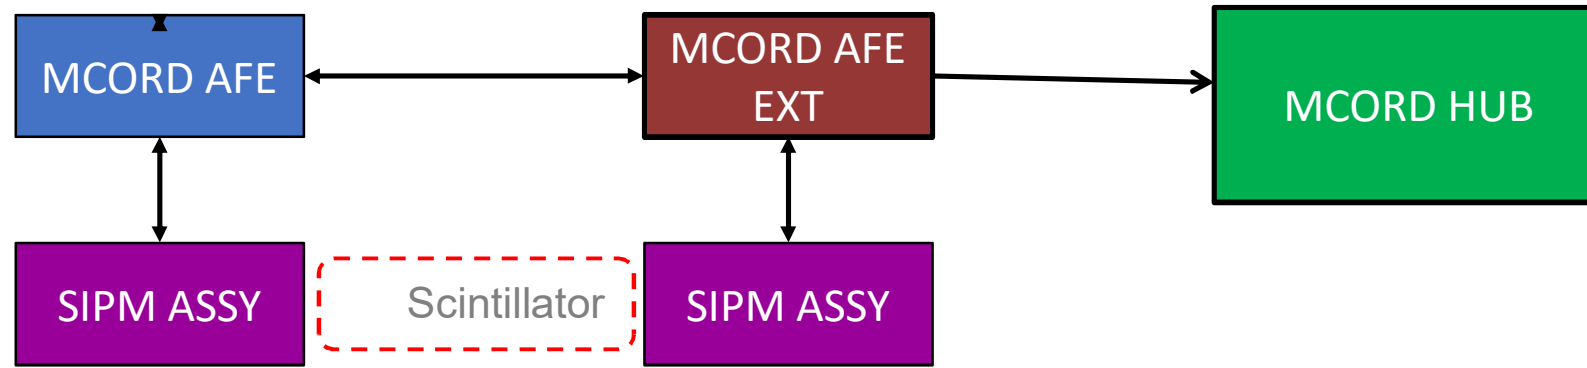 MCORD AFE
MCORD AFE
EXT
MCORD HUB
SIPM ASSY
Scintillator
SIPM ASSY